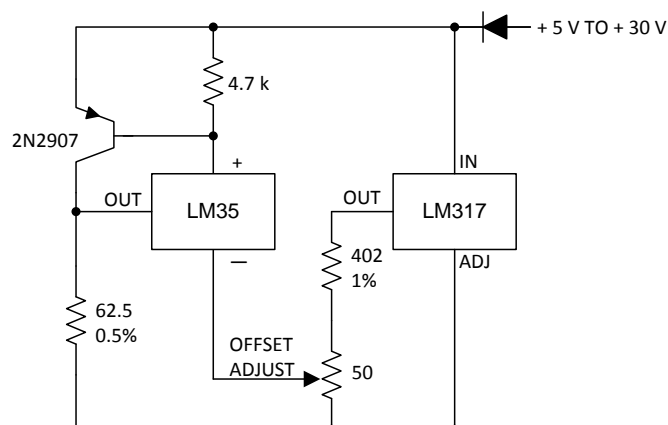 + 5 V TO + 30 V
4.7 k
2N2907
+
IN
OUT
LM35
OUT
LM317
—
ADJ
402
1%
62.5
0.5%
OFFSET
ADJUST
50